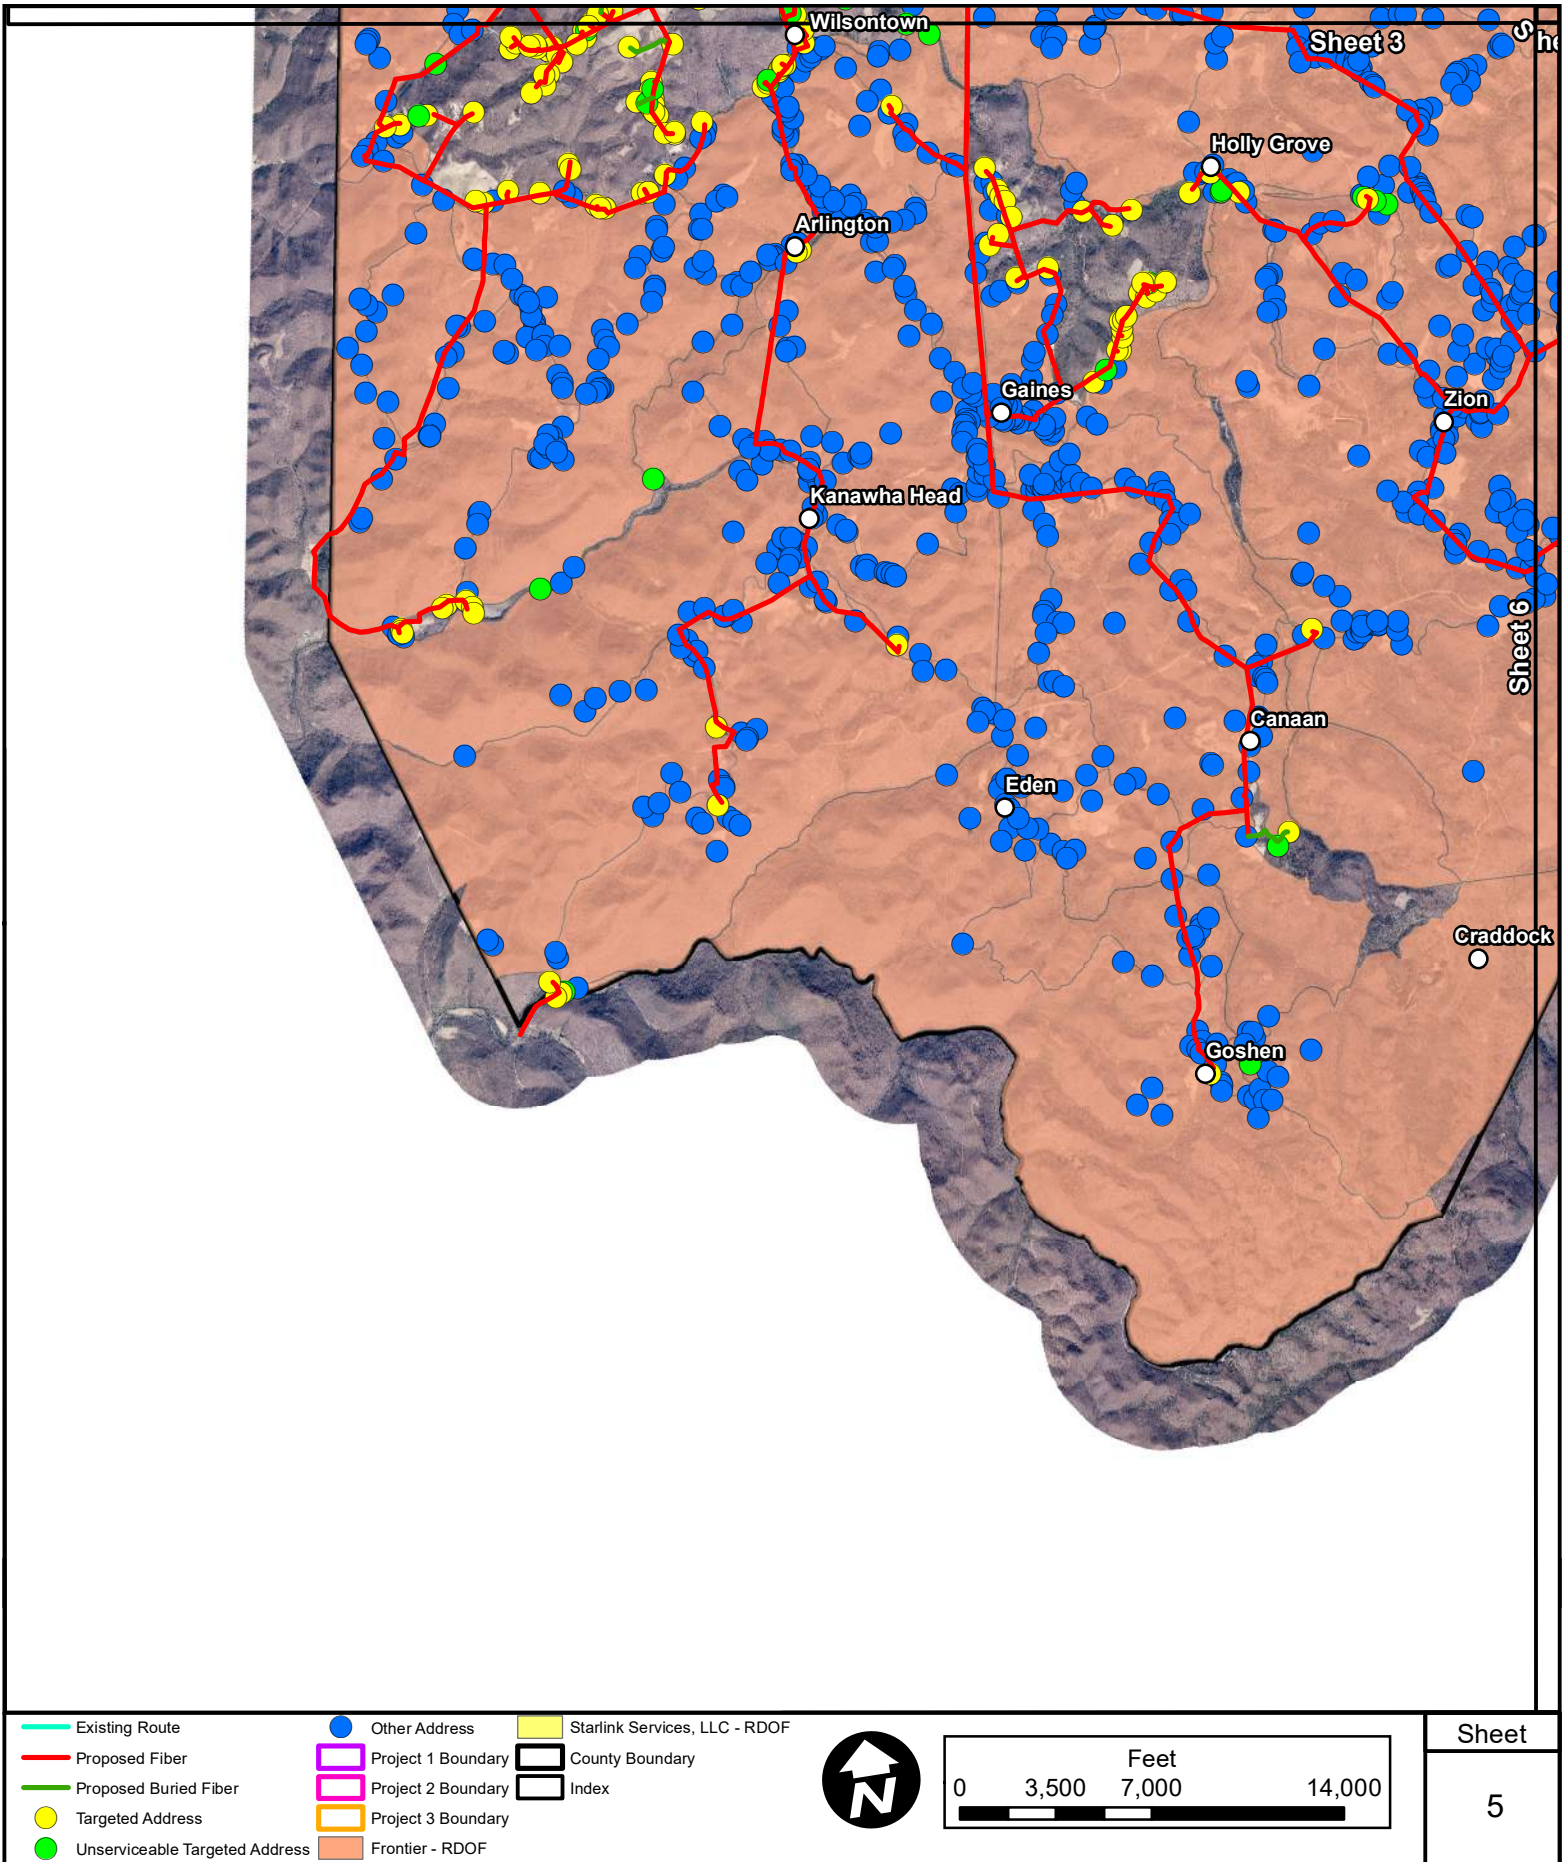 Wilsontown
Sheet 3
S
he
Holly Grove
Arlington
Gaines
Zion
Kanawha Head
Sheet 6
Canaan
Eden
Craddock
Goshen
Existing Route
Proposed Fiber
Proposed Buried Fiber
Targeted Address
Unserviceable Targeted Address
Other Address
Project 1 Boundary
Project 2 Boundary
Project 3 Boundary
Frontier - RDOF
Starlink Services, LLC - RDOF
County Boundary
Index
N
Feet
0 3,500 7,000 14,000
Sheet
5